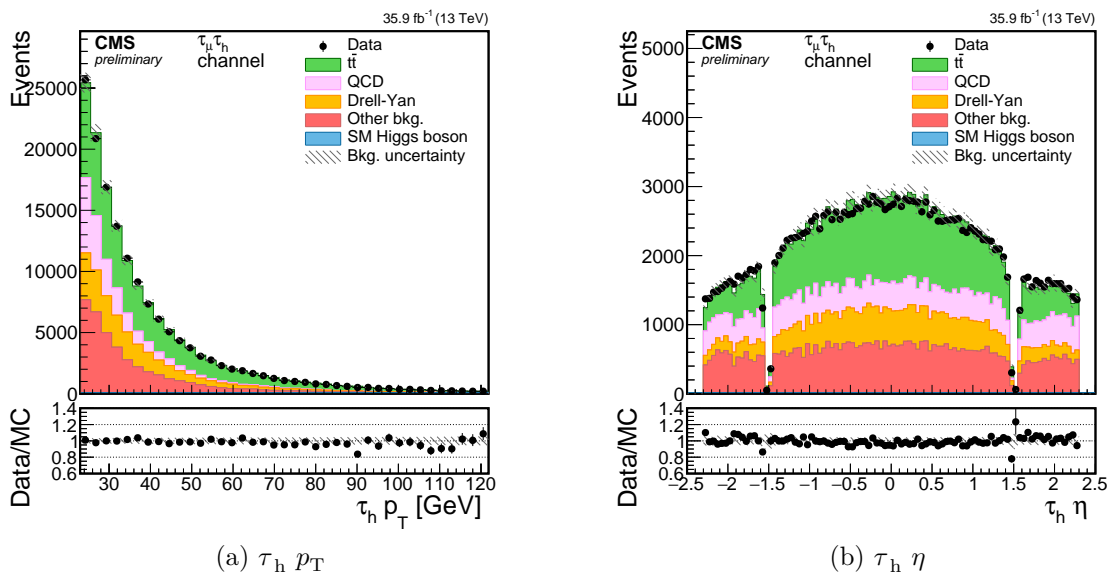 35.9 fb⁻¹ (13 TeV)
CMS
preliminary
τμτh
channel
Data
tt̄
QCD
Drell-Yan
Other bkg.
SM Higgs boson
Bkg. uncertainty
Events
25000
20000
15000
10000
5000
0
Data/MC
1.4
1.2
1
0.8
0.6
30 40 50 60 70 80 90 100 110 120
τh pT [GeV]
(a) τh pT
35.9 fb⁻¹ (13 TeV)
CMS
preliminary
τμτh
channel
Data
tt̄
QCD
Drell-Yan
Other bkg.
SM Higgs boson
Bkg. uncertainty
Events
5000
4000
3000
2000
1000
0
Data/MC
1.4
1.2
1
0.8
0.6
−2.5 −2 −1.5 −1 −0.5 0 0.5 1 1.5 2 2.5
τh η
(b) τh η